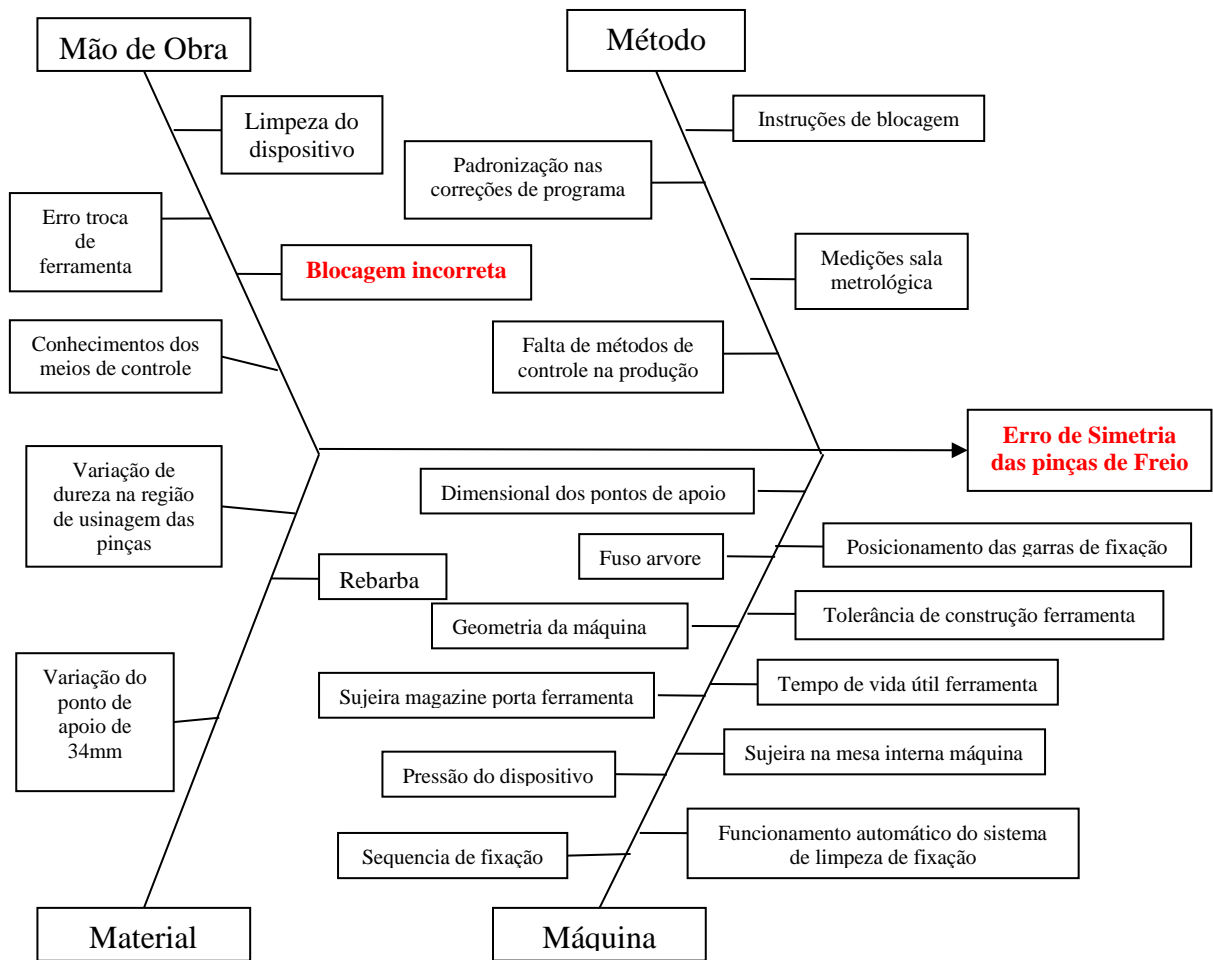 Mão de Obra
Método
Limpeza do
dispositivo
Instruções de blocagem
Padronização nas
correções de programa
Erro troca
de
ferramenta
Blocagem incorreta
Medições sala
metrológica
Conhecimentos dos
meios de controle
Falta de métodos de
controle na produção
Erro de Simetria
das pinças de Freio
Variação de
dureza na região
de usinagem das
pinças
Dimensional dos pontos de apoio
Fuso arvore
Posicionamento das garras de fixação
Rebarba
Geometria da máquina
Tolerância de construção ferramenta
Variação do
ponto de
apoio de
34mm
Sujeira magazine porta ferramenta
Tempo de vida útil ferramenta
Pressão do dispositivo
Sujeira na mesa interna máquina
Sequencia de fixação
Funcionamento automático do sistema
de limpeza de fixação
Material
Máquina